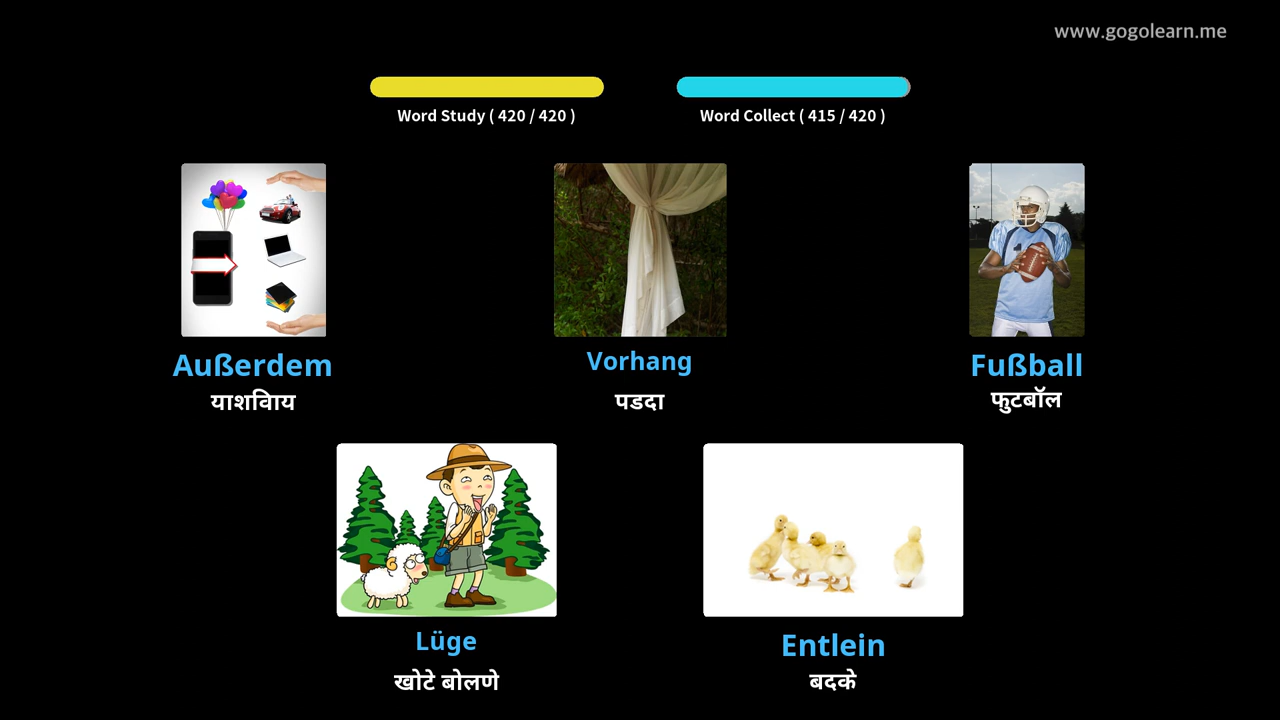 www.gogolearn.me
Word Study ( 420 / 420 )
Word Collect ( 415 / 420 )
Außerdem
Vorhang
Fußball
याशविाय
पडदा
फुटबॉल
Lüge
Entlein
खोटे बोलणे
बदके